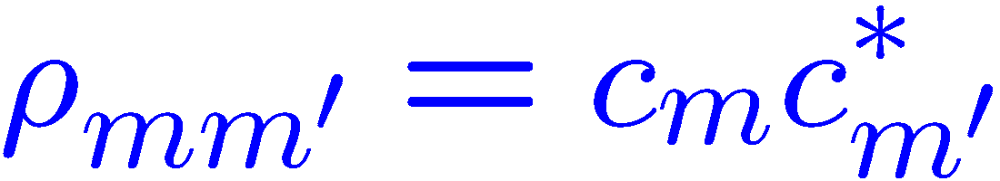 ρ_{mm'} = c_m c^*_{m'}